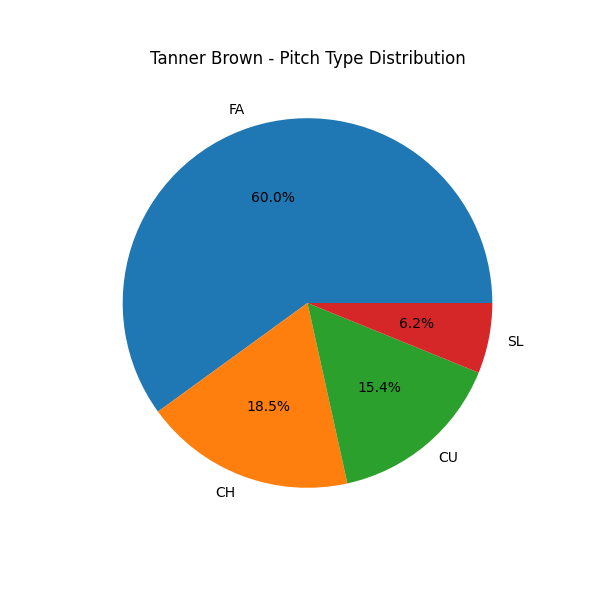 Tanner Brown - Pitch Type Distribution
FA
60.0%
6.2%
SL
15.4%
18.5%
CU
CH